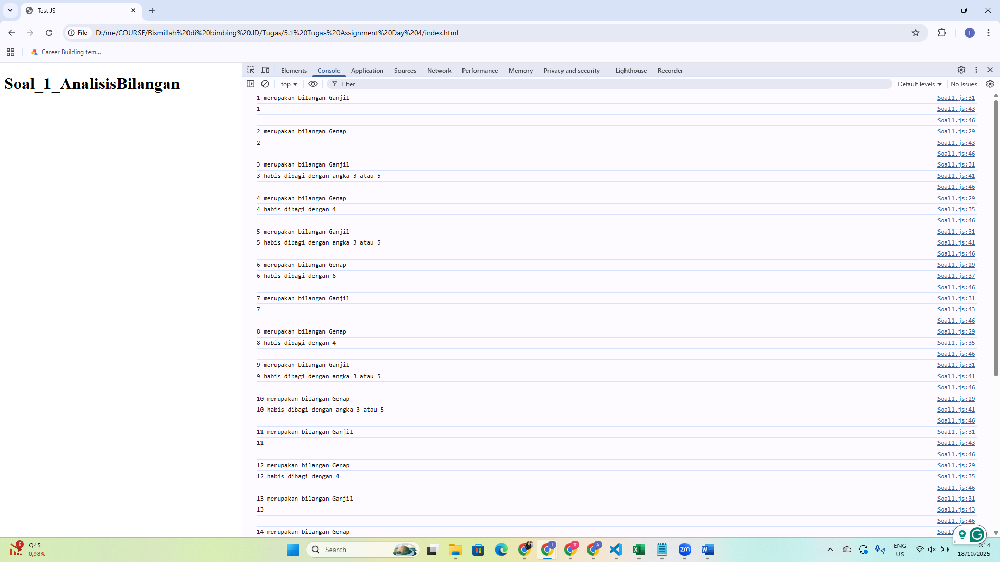 Test JS
File
D:/me/COURSE/Bismillah%20di%20bimbing%20.ID/Tugas/5.1%20Tugas%20Assignment%20Day%204/index.html
I
Career Building tem...
Soal_1_AnalisisBilangan
Elements Console Application Sources Network Performance Memory Privacy and security Lighthouse Recorder
top Filter Default levels No Issues
1 merupakan bilangan Ganjil Soal1.js:31
1 Soal1.js:43
Soal1.js:46
2 merupakan bilangan Genap Soal1.js:29
2 Soal1.js:43
Soal1.js:46
3 merupakan bilangan Ganjil Soal1.js:31
3 habis dibagi dengan angka 3 atau 5 Soal1.js:41
Soal1.js:46
4 merupakan bilangan Genap Soal1.js:29
4 habis dibagi dengan 4 Soal1.js:35
Soal1.js:46
5 merupakan bilangan Ganjil Soal1.js:31
5 habis dibagi dengan angka 3 atau 5 Soal1.js:41
Soal1.js:46
6 merupakan bilangan Genap Soal1.js:29
6 habis dibagi dengan 6 Soal1.js:37
Soal1.js:46
7 merupakan bilangan Ganjil Soal1.js:31
7 Soal1.js:43
Soal1.js:46
8 merupakan bilangan Genap Soal1.js:29
8 habis dibagi dengan 4 Soal1.js:35
Soal1.js:46
9 merupakan bilangan Ganjil Soal1.js:31
9 habis dibagi dengan angka 3 atau 5 Soal1.js:41
Soal1.js:46
10 merupakan bilangan Genap Soal1.js:29
10 habis dibagi dengan angka 3 atau 5 Soal1.js:41
Soal1.js:46
11 merupakan bilangan Ganjil Soal1.js:31
11 Soal1.js:43
Soal1.js:46
12 merupakan bilangan Genap Soal1.js:29
12 habis dibagi dengan 4 Soal1.js:35
Soal1.js:46
13 merupakan bilangan Ganjil Soal1.js:31
13 Soal1.js:43
Soal1.js:46
14 merupakan bilangan Genap
6 LQ45
-0,98%
Search
I T A zm
ENG
US
10:14
18/10/2025